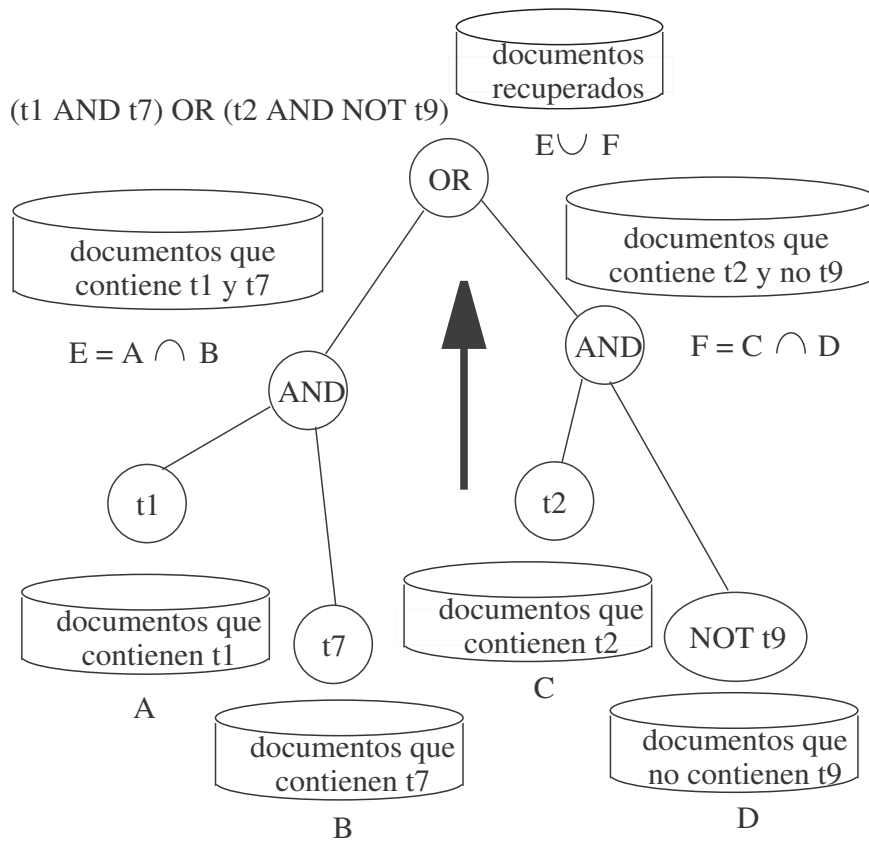 documentos
recuperados
(t1 AND t7) OR (t2 AND NOT t9)
E ∪ F
OR
documentos que
contiene t1 y t7
documentos que
contiene t2 y no t9
E = A ∩ B
AND
F = C ∩ D
AND
t1
t2
documentos que
contienen t1
A
t7
documentos que
contienen t2
C
NOT t9
documentos que
contienen t7
B
documentos que
no contienen t9
D